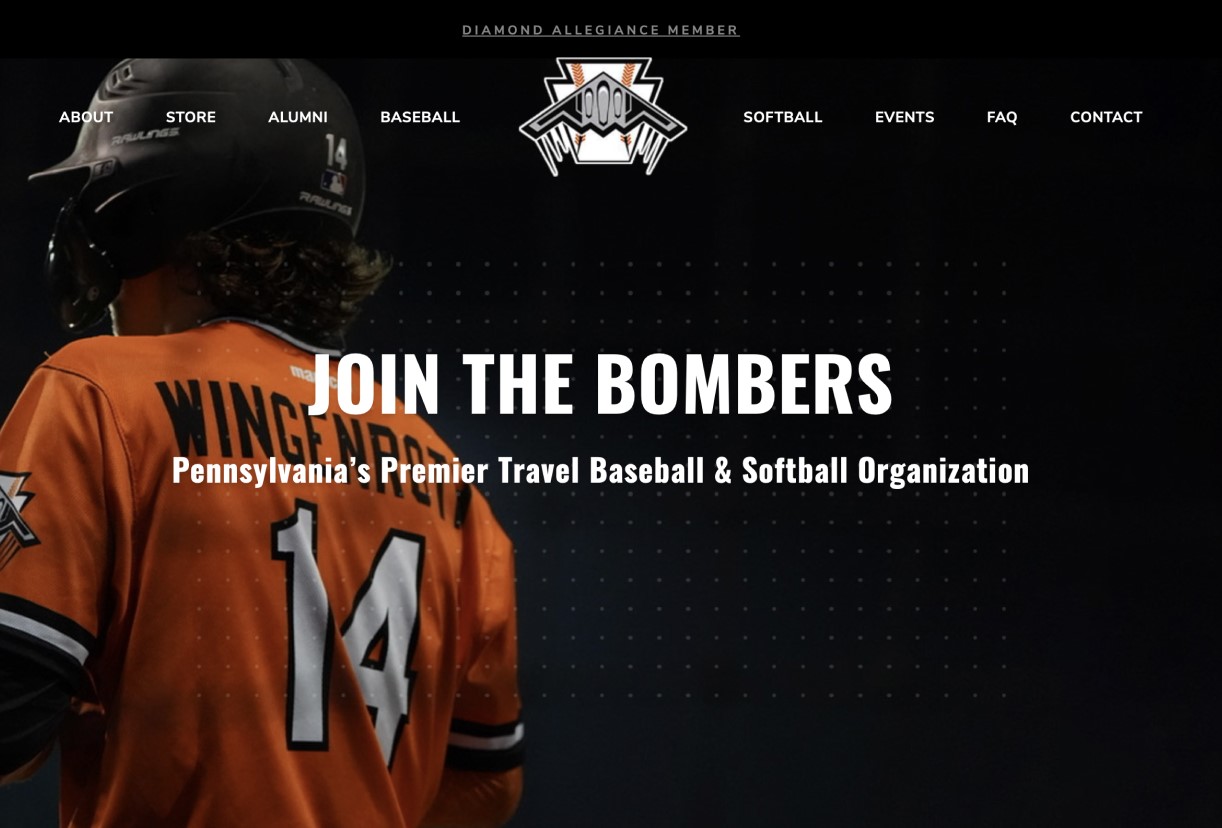 DIAMOND ALLEGIANCE MEMBER
ABOUT STORE ALUMNI BASEBALL SOFTBALL EVENTS FAQ CONTACT
RAWLINGS
14
RAWLINGS
JOIN THE BOMBERS
WINGENROT
Pennsylvania’s Premier Travel Baseball & Softball Organization
14